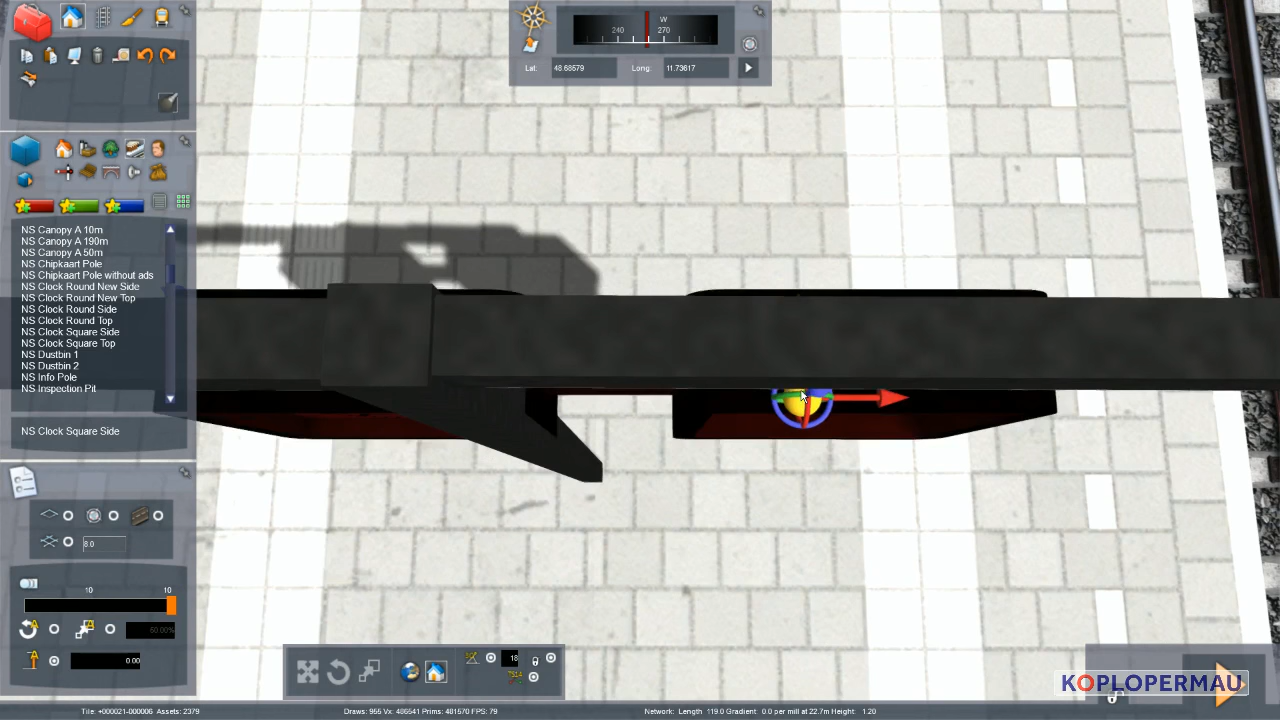 W
240
270
Lat:
48.68579
Long:
11.73617
NS Canopy A 10m
NS Canopy A 190m
NS Canopy A 50m
NS Chipkaart Pole
NS Chipkaart Pole without ads
NS Clock Round New Side
NS Clock Round New Top
NS Clock Round Side
NS Clock Round Top
NS Clock Square Side
NS Clock Square Top
NS Dustbin 1
NS Dustbin 2
NS Info Pole
NS Inspection Pit
NS Clock Square Side
8.0
10
10
50.00%
0.00
18
KOPLOPERMAU
Tile: +000021-000006 Assets: 2379
Draws: 955 Vx: 486541 Prims: 481570 FPS: 79
Network: Length 119.0 Gradient: 0.0 per mill at 22.7m Height: 1.20